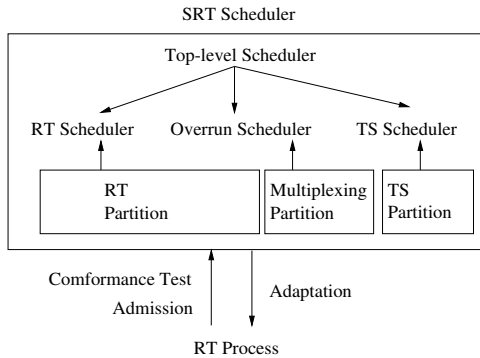 SRT Scheduler
Top-level Scheduler
RT Scheduler
Overrun Scheduler
TS Scheduler
RT
Partition
Multiplexing
Partition
TS
Partition
Comformance Test
Admission
Adaptation
RT Process